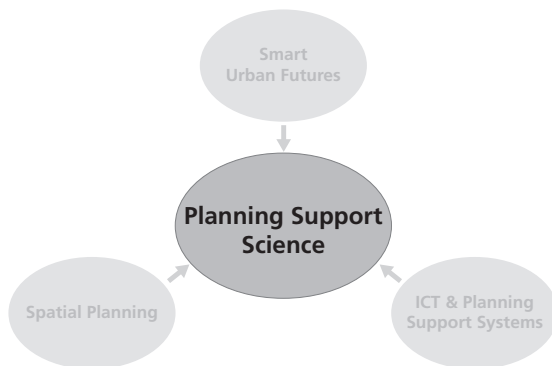 Smart
Urban Futures
Planning Support
Science
Spatial Planning
ICT & Planning
Support Systems